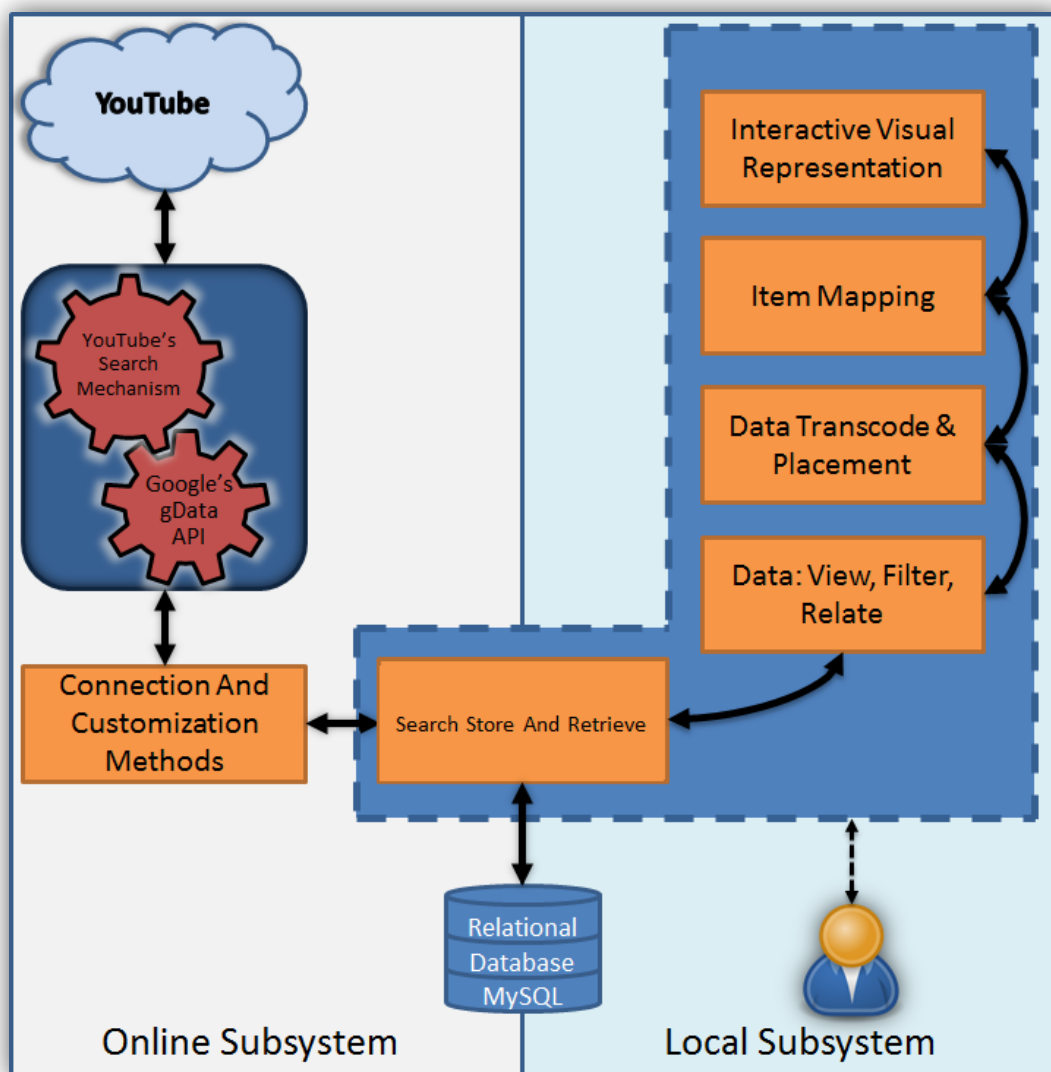 YouTube
YouTube's
Search
Mechanism
Google's
gData
API
Connection And
Customization
Methods
Search Store And Retrieve
Relational
Database
MySQL
Online Subsystem
Interactive Visual
Representation
Item Mapping
Data Transcode &
Placement
Data: View, Filter,
Relate
Local Subsystem